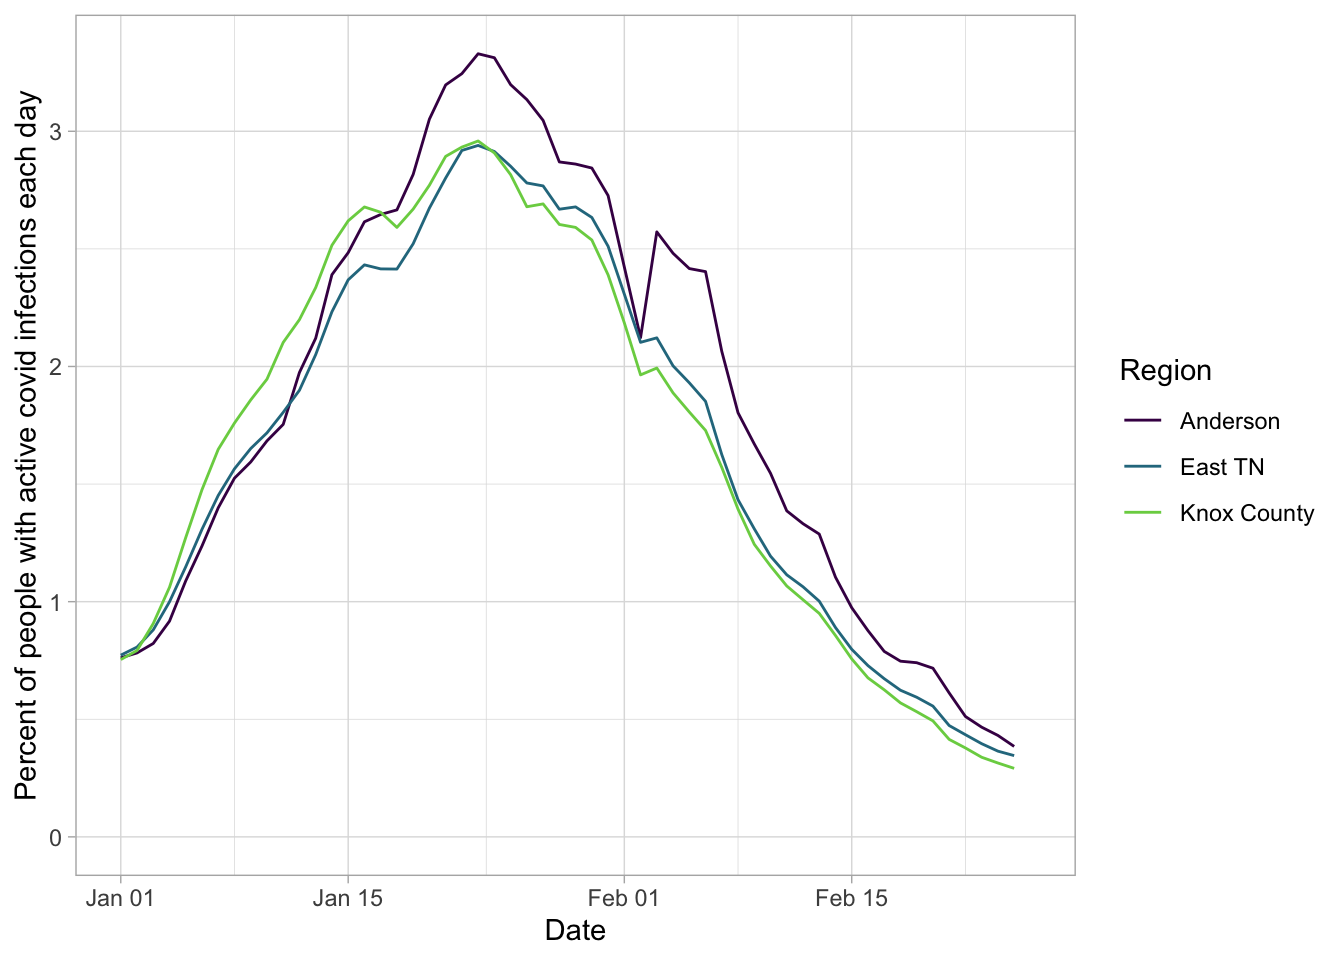 Percent of people with active covid infections each day
3
2
1
0
Jan 01
Jan 15
Feb 01
Feb 15
Date
Region
Anderson
East TN
Knox County